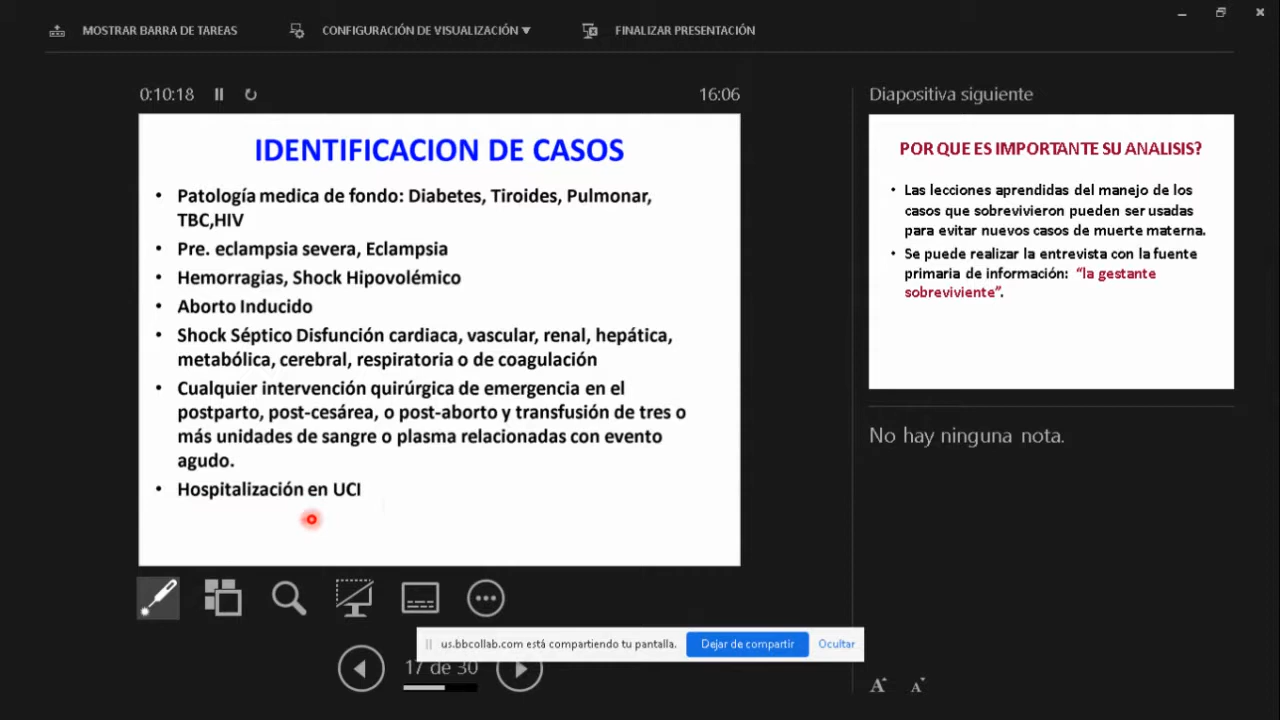 MOSTRAR BARRA DE TAREAS
CONFIGURACIÓN DE VISUALIZACIÓN ▼
FINALIZAR PRESENTACIÓN
0:10:18
16:06
IDENTIFICACION DE CASOS
• Patología medica de fondo: Diabetes, Tiroides, Pulmonar,
TBC,HIV
• Pre. eclampsia severa, Eclampsia
• Hemorragias, Shock Hipovolémico
• Aborto Inducido
• Shock Séptico Disfunción cardiaca, vascular, renal, hepática,
metabólica, cerebral, respiratoria o de coagulación
• Cualquier intervención quirúrgica de emergencia en el
postparto, post-cesárea, o post-aborto y transfusión de tres o
más unidades de sangre o plasma relacionadas con evento
agudo.
• Hospitalización en UCI
us.bbcollab.com está compartiendo tu pantalla.
Dejar de compartir
Ocultar
17 de 30
Diapositiva siguiente
POR QUE ES IMPORTANTE SU ANALISIS?
• Las lecciones aprendidas del manejo de los
casos que sobrevivieron pueden ser usadas
para evitar nuevos casos de muerte materna.
• Se puede realizar la entrevista con la fuente
primaria de información: “la gestante
sobreviviente”.
No hay ninguna nota.
A A